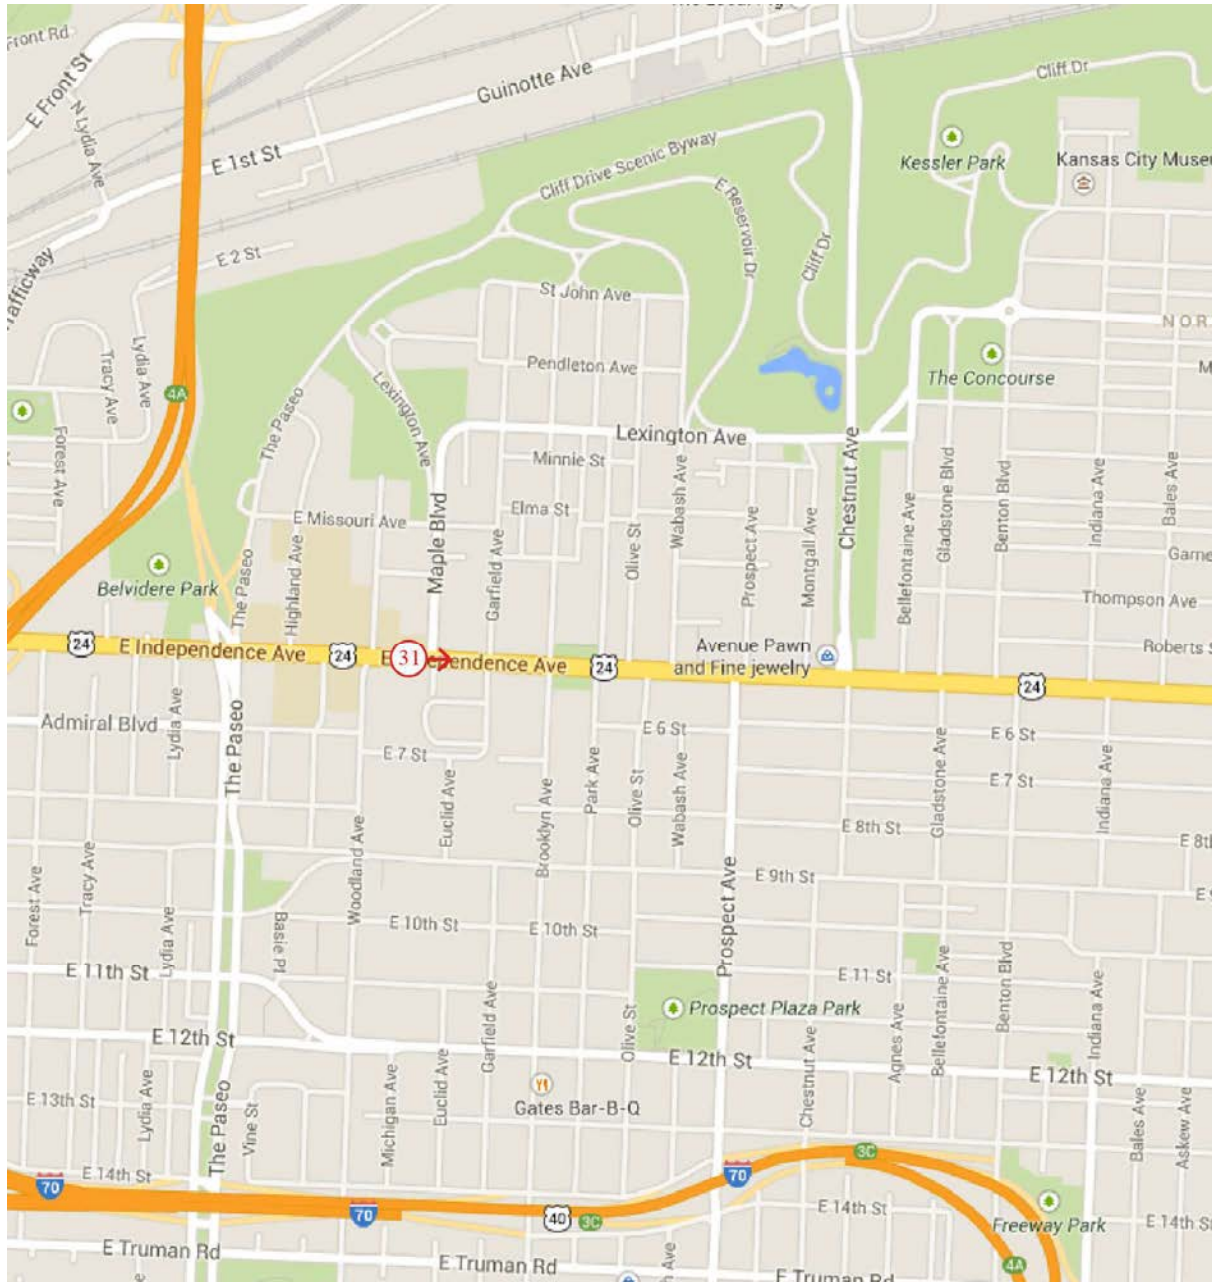 Front Rd
E Front St
N Lydia Ave
Guinotte Ave
E 1st St
Cliff Dr
Kessler Park
Kansas City Museu
Cliff Drive Scenic Byway
E Reservoir Dr
Cliff Dr
E 2 St
St John Ave
NOR
Tracy Ave
Lydia Ave
4A
The Paseo
Lexington Ave
Pendleton Ave
The Concourse
M
Forest Ave
Lexington Ave
Minnie St
Wabash Ave
Chestnut Ave
Gladstone Blvd
Benton Blvd
Indiana Ave
Bales Ave
E Missouri Ave
Maple Blvd
Elma St
Garfield Ave
Olive St
Prospect Ave
Montgall Ave
Bellefontaine Ave
Garne
Belvidere Park
The Paseo
Highland Ave
Thompson Ave
24
E Independence Ave
24
31
ependence Ave
24
Avenue Pawn
and Fine jewelry
Roberts S
24
Admiral Blvd
Lydia Ave
The Paseo
E 7 St
Euclid Ave
Brooklyn Ave
Park Ave
Olive St
E 6 St
Wabash Ave
E 6 St
E 7 St
Gladstone Ave
Indiana Ave
E 8th St
E 8t
Forest Ave
Tracy Ave
Lydia Ave
Basie Pl
Woodland Ave
E 10th St
E 10th St
Prospect Ave
E 9th St
E 11th St
E 11 St
Garfield Ave
Olive St
Prospect Plaza Park
Agnes Ave
Bellefontaine Ave
Benton Blvd
Indiana Ave
E 12th St
E 12th St
E 12th St
E 13th St
Lydia Ave
The Paseo
Vine St
Michigan Ave
Euclid Ave
Gates Bar-B-Q
Chestnut Ave
Bales Ave
Askew Ave
E 14th St
70
70
40
3C
70
3C
E 14th St
Freeway Park
E 14th St
E Truman Rd
E Truman Rd
Ave
E Truman Rd
4A